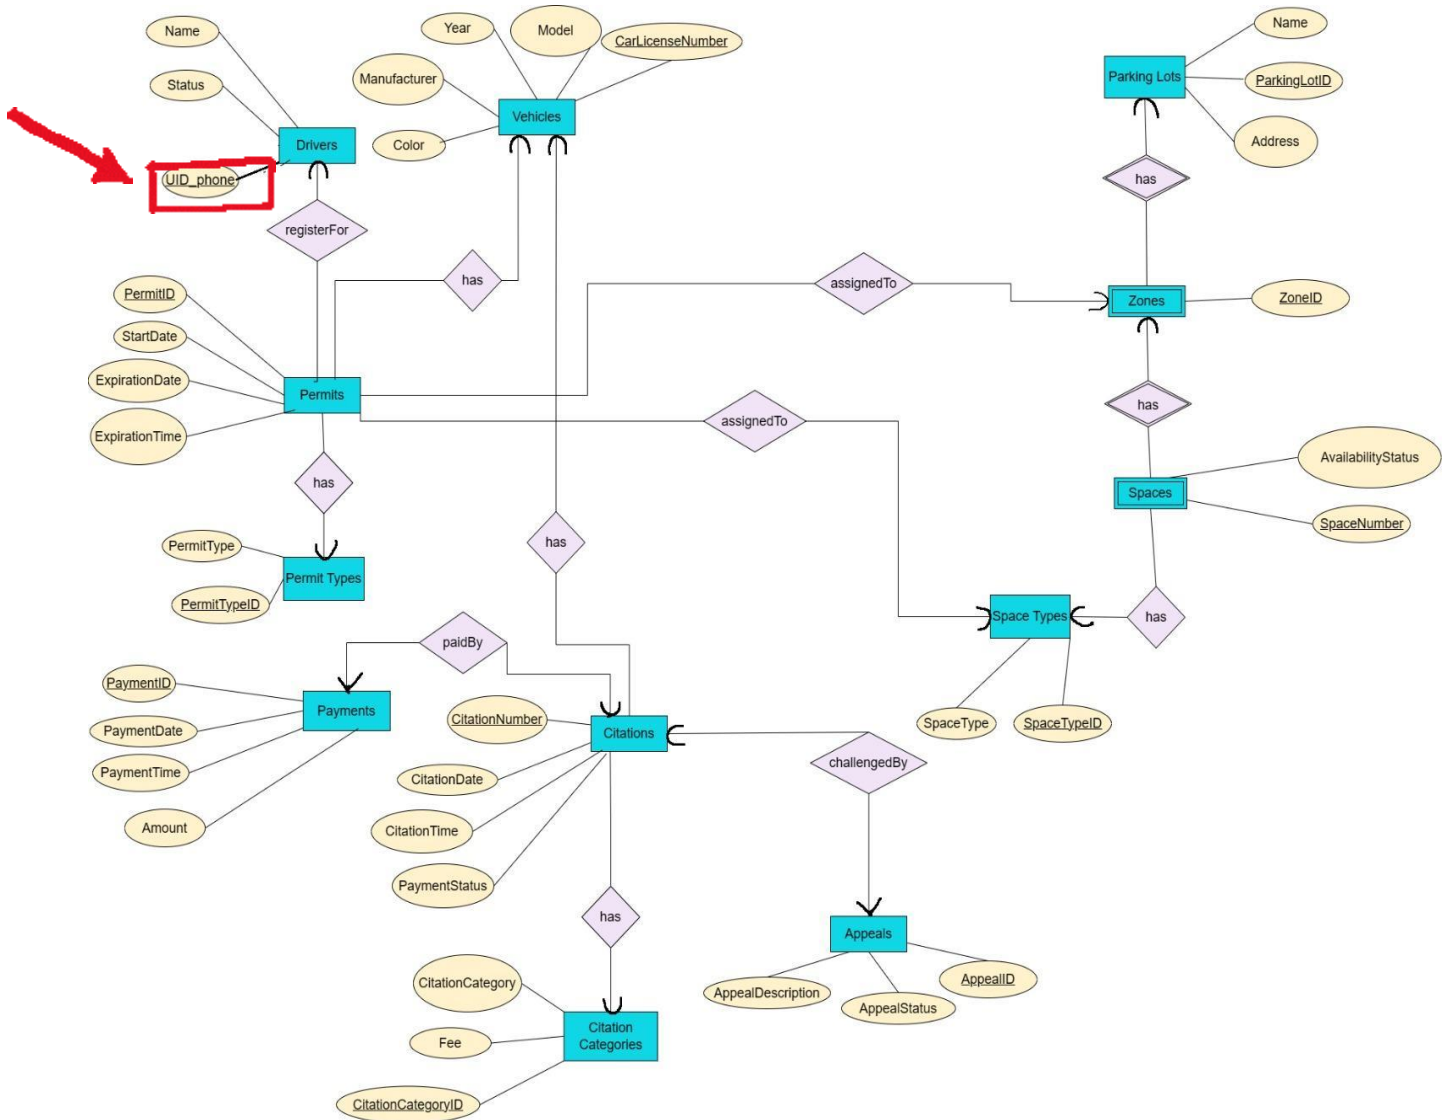 Name
Status
UID_phone
Drivers
Year
Model
CarLicenseNumber
Manufacturer
Color
Vehicles
Name
ParkingLotID
Address
Parking Lots
has
registerFor
has
assignedTo
Zones
ZoneID
PermitID
StartDate
ExpirationDate
ExpirationTime
Permits
assignedTo
has
AvailabilityStatus
SpaceNumber
Spaces
has
PermitType
PermitTypeID
Permit Types
has
Space Types
has
SpaceType
SpaceTypeID
paidBy
PaymentID
PaymentDate
PaymentTime
Amount
Payments
CitationNumber
CitationDate
CitationTime
PaymentStatus
Citations
challengedBy
has
Appeals
AppealDescription
AppealStatus
AppealID
CitationCategory
Fee
CitationCategoryID
Citation
Categories